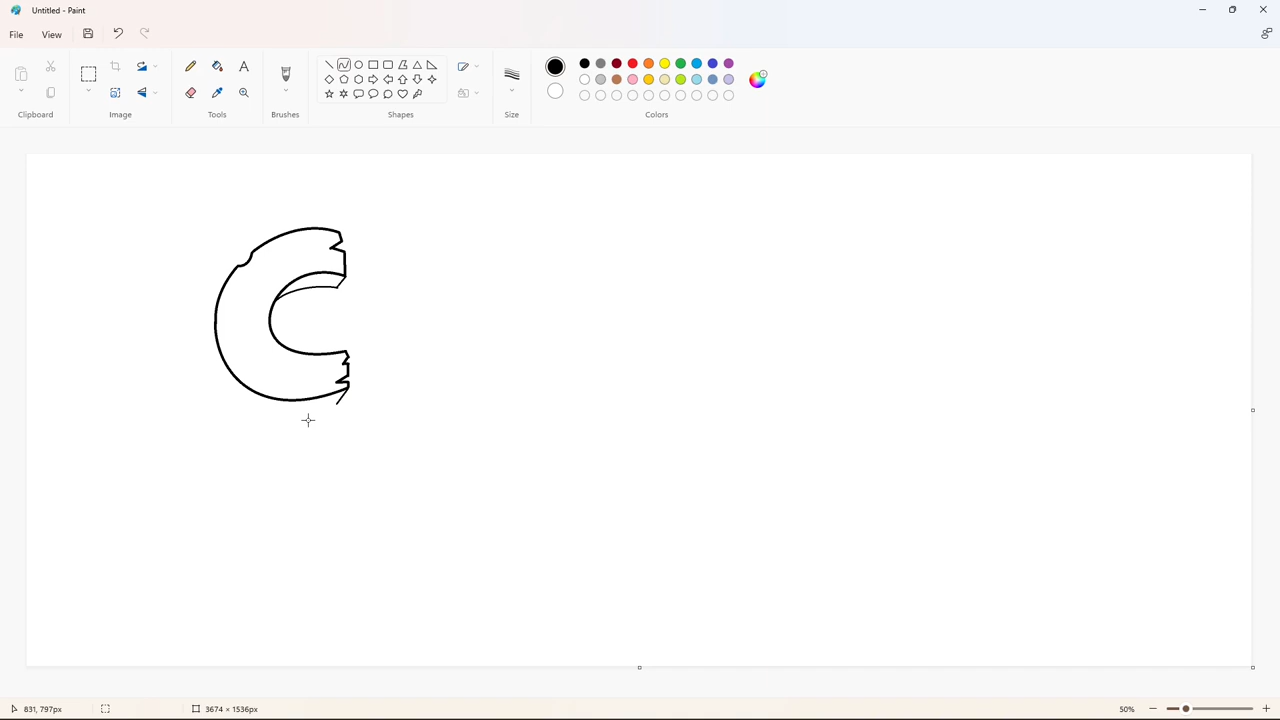 Untitled - Paint
File View
Clipboard Image Tools Brushes Shapes Size Colors
C
831, 797px 3674 × 1536px 50%